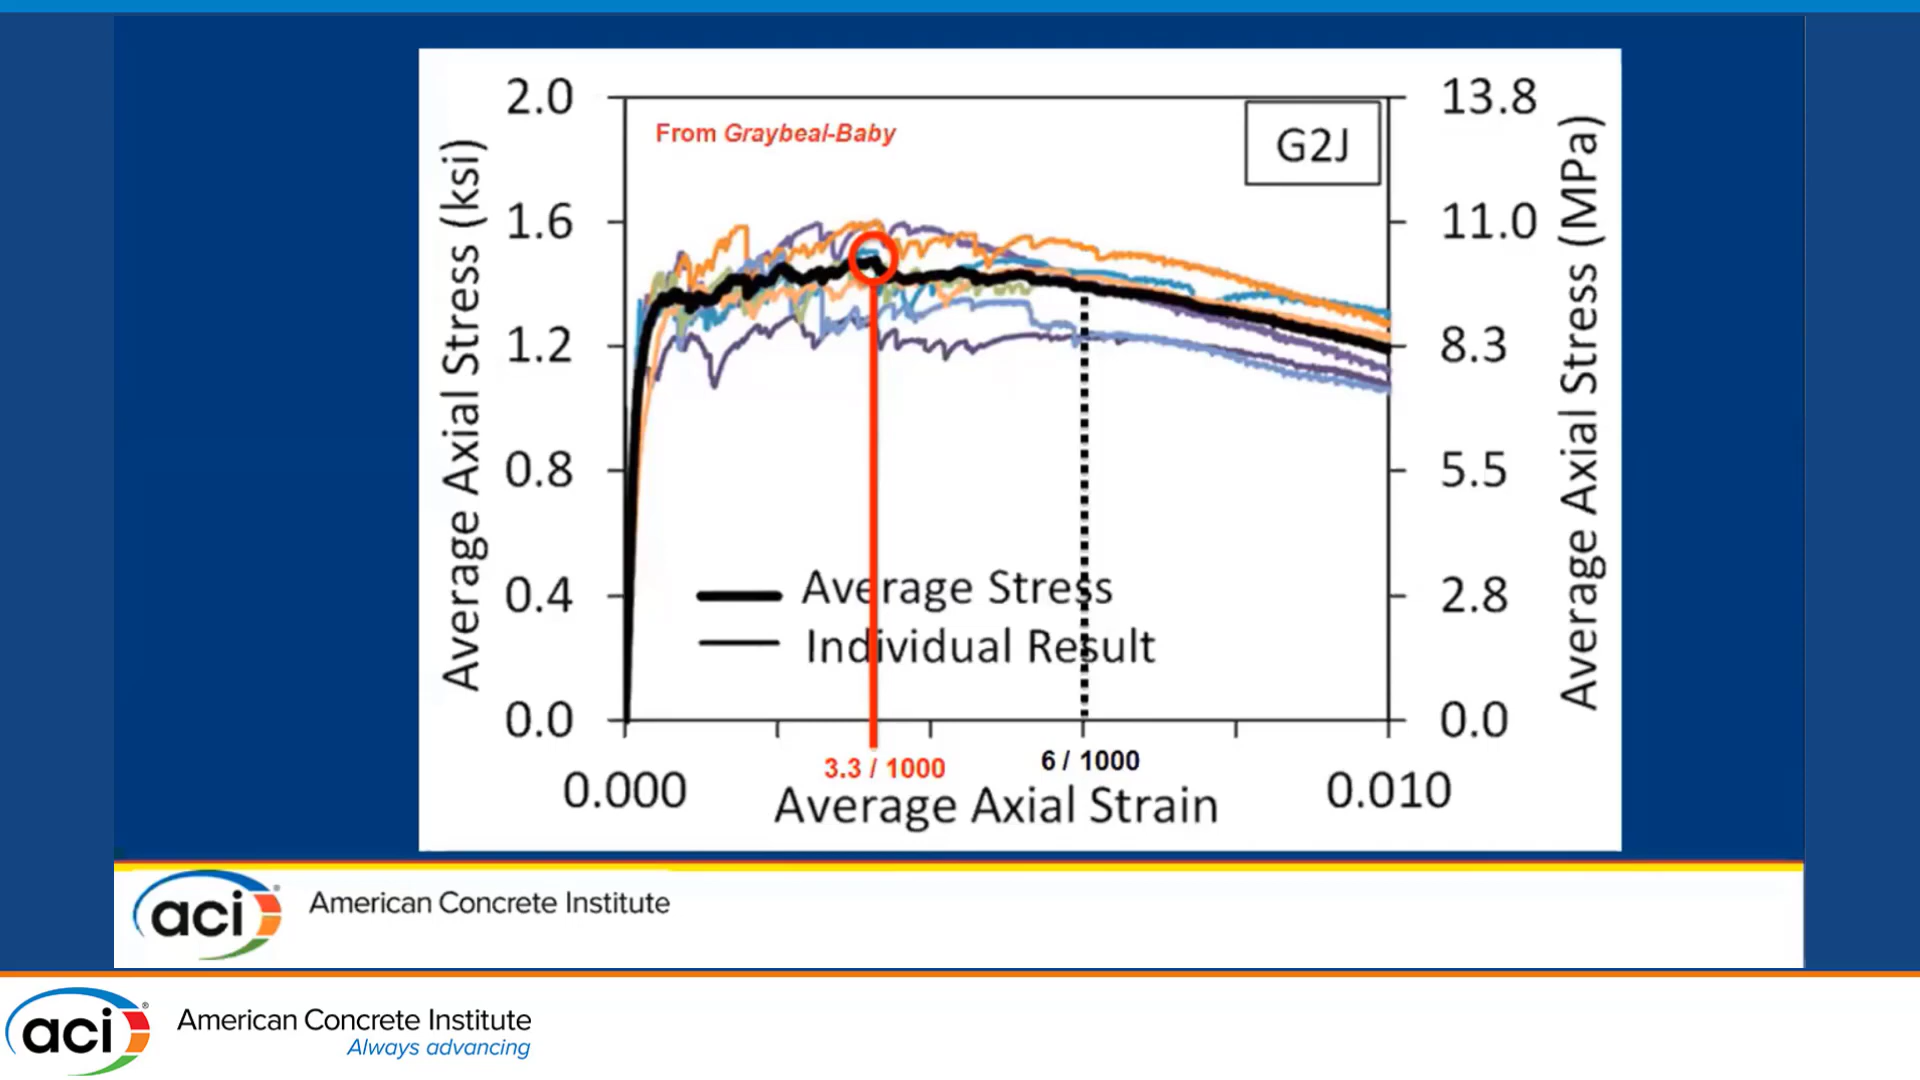 2.0
13.8
From Graybeal-Baby
G2J
1.6
11.0
1.2
8.3
0.8
5.5
0.4
2.8
0.0
0.0
Average Axial Stress (ksi)
Average Axial Stress (MPa)
Average Stress
Individual Result
3.3 / 1000
6 / 1000
0.000
0.010
Average Axial Strain
aci®
American Concrete Institute
aci®
American Concrete Institute
Always advancing